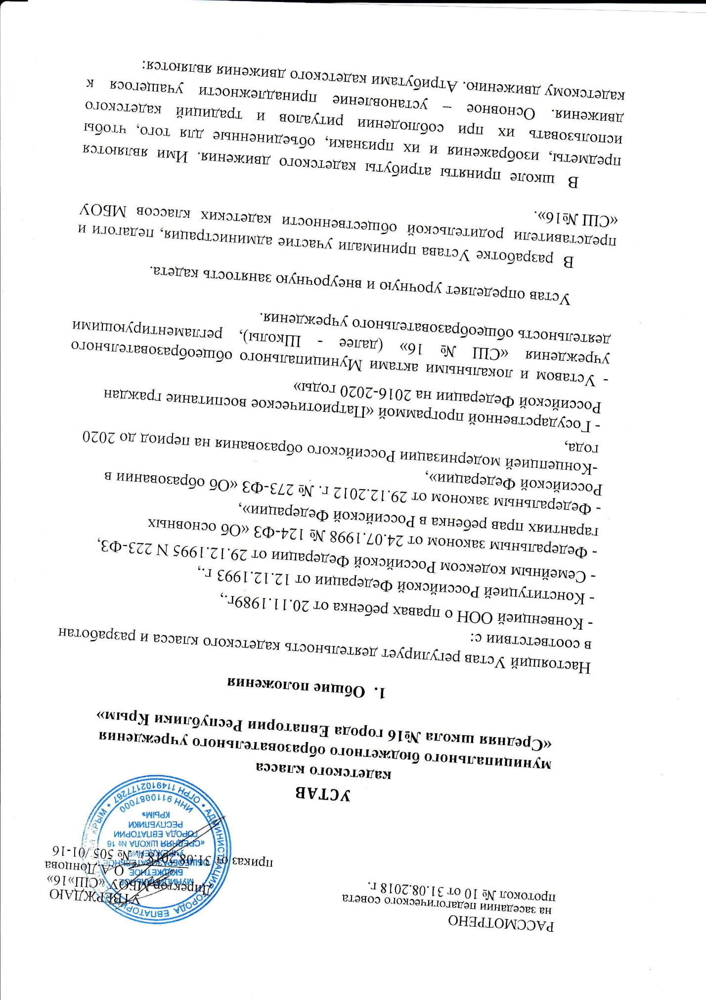 РАССМОТРЕНО
на заседании педагогического совета
протокол № 10 от 31.08.2018 г.
УТВЕРЖДАЮ
Директор МБОУ «СШ»16»
О.А.Донцова
приказ от 31.08.2018 г. № 505 /01-16
АДМИНИСТРАЦИЯ ГОРОДА ЕВПАТОРИИ
КРЫМ • ОГРН 1149102177267 •
ИНН 9110087000
МУНИЦИПАЛЬНОЕ
БЮДЖЕТНОЕ
ОБЩЕОБРАЗОВАТЕЛЬНОЕ
УЧРЕЖДЕНИЕ
«СРЕДНЯЯ ШКОЛА № 16
ГОРОДА ЕВПАТОРИИ
РЕСПУБЛИКИ
КРЫМ»
УСТАВ
кадетского класса
муниципального бюджетного образовательного учреждения
«Средняя школа №16 города Евпатории Республики Крым»
1. Общие положения
Настоящий Устав регулирует деятельность кадетского класса и разработан
в соответствии с:
- Конвенцией ООН о правах ребенка от 20.11.1989г.,
- Конституцией Российской Федерации от 12.12.1993 г.,
- Семейным кодексом Российской Федерации от 29.12.1995 N 223-ФЗ,
- Федеральным законом от 24.07.1998 № 124-ФЗ «Об основных
гарантиях прав ребенка в Российской Федерации»,
- Федеральным законом от 29.12.2012 г. № 273-ФЗ «Об образовании в
Российской Федерации»,
-Концепцией модернизации Российского образования на период до 2020
года,
- Государственной программой «Патриотическое воспитание граждан
Российской Федерации на 2016-2020 годы»
- Уставом и локальными актами Муниципального общеобразовательного
учреждения «СШ № 16» (далее - Школы), регламентирующими
деятельность общеобразовательного учреждения.
Устав определяет урочную и внеурочную занятость кадета.
В разработке Устава принимали участие администрация, педагоги и
представители родительской общественности кадетских классов МБОУ
«СШ №16».
В школе приняты атрибуты кадетского движения. Ими являются
предметы, изображения и их признаки, объединенные для того, чтобы
использовать их при соблюдении ритуалов и традиций кадетского
движения. Основное – установление принадлежности учащегося к
кадетскому движению. Атрибутами кадетского движения являются: